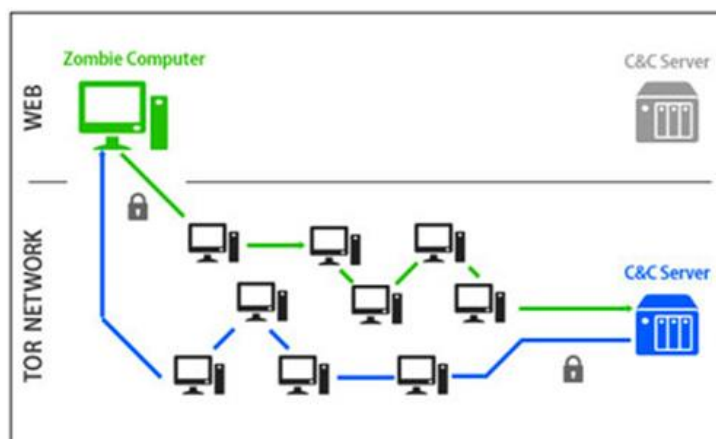 Zombie Computer
C&C Server
WEB
C&C Server
TOR NETWORK